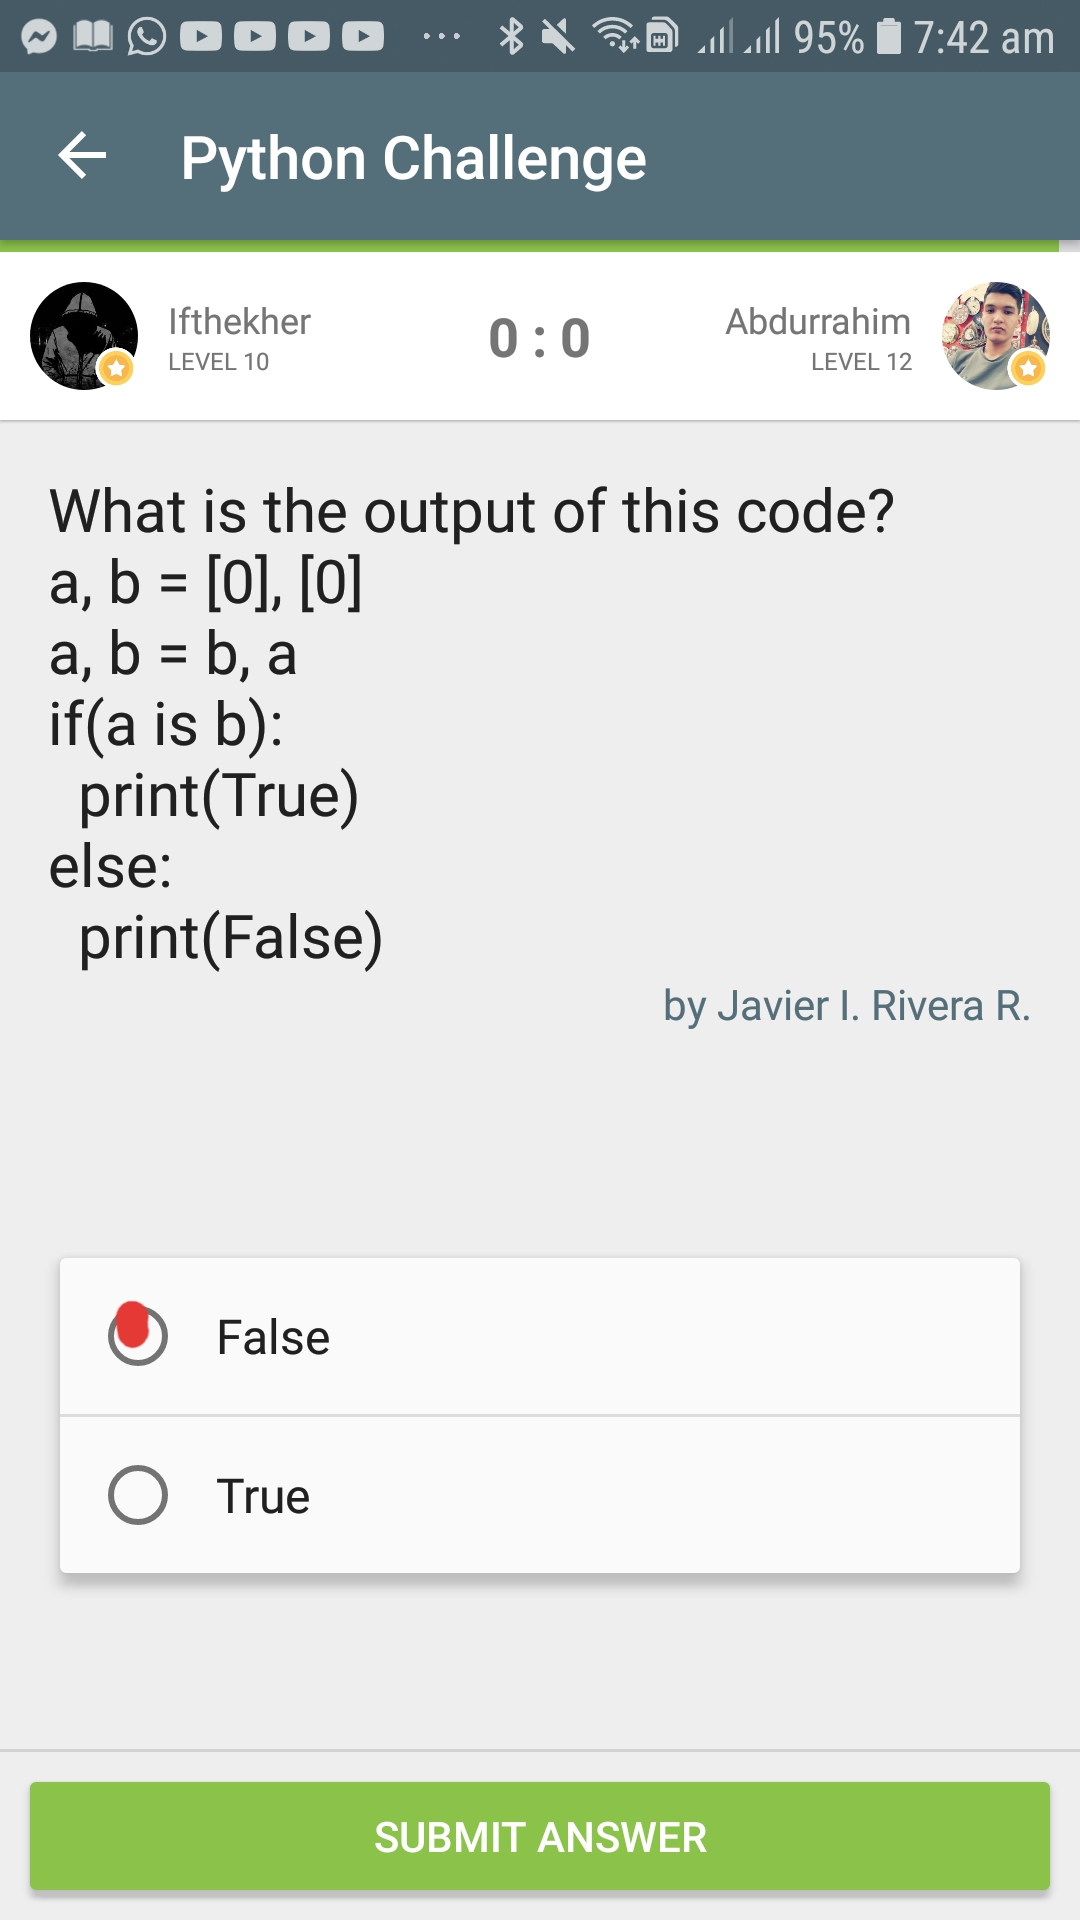 95% 7:42 am
Python Challenge
Ifthekher
LEVEL 10
0 : 0
Abdurrahim
LEVEL 12
What is the output of this code?
a, b = [0], [0]
a, b = b, a
if(a is b):
  print(True)
else:
  print(False)
by Javier I. Rivera R.
False
True
SUBMIT ANSWER